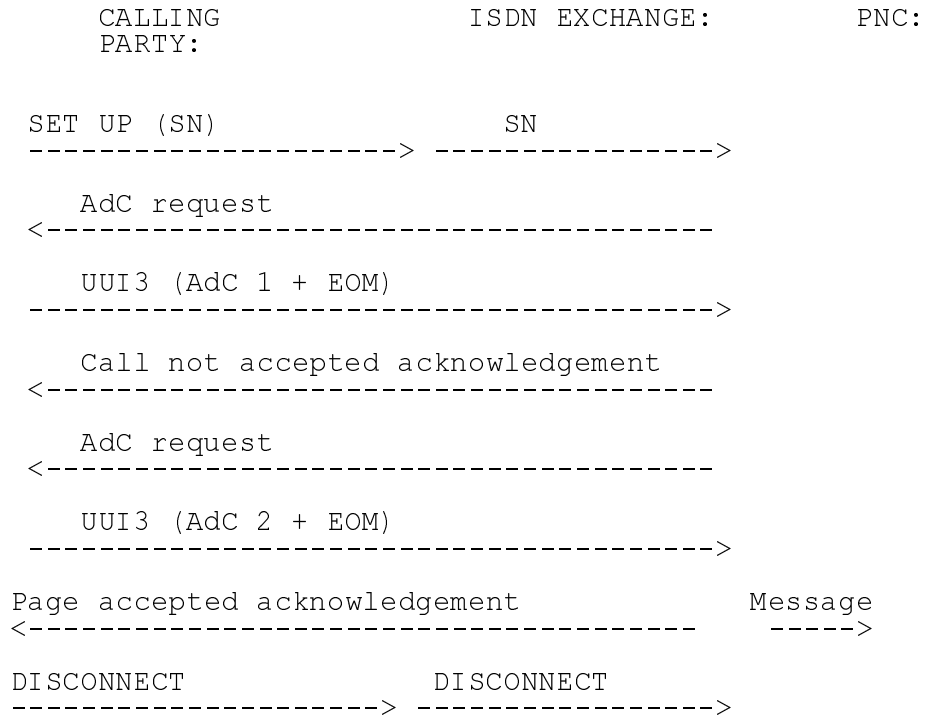 CALLING ISDN EXCHANGE: PNC:
PARTY:
SET UP (SN) SN
--------------------> ---------------->
AdC request
<--------------------------------------
UUI3 (AdC 1 + EOM)
--------------------------------------->
Call not accepted acknowledgement
<--------------------------------------
AdC request
<--------------------------------------
UUI3 (AdC 2 + EOM)
--------------------------------------->
Page accepted acknowledgement Message
<-------------------------------------- ----->
DISCONNECT DISCONNECT
---------------------> ----------------->